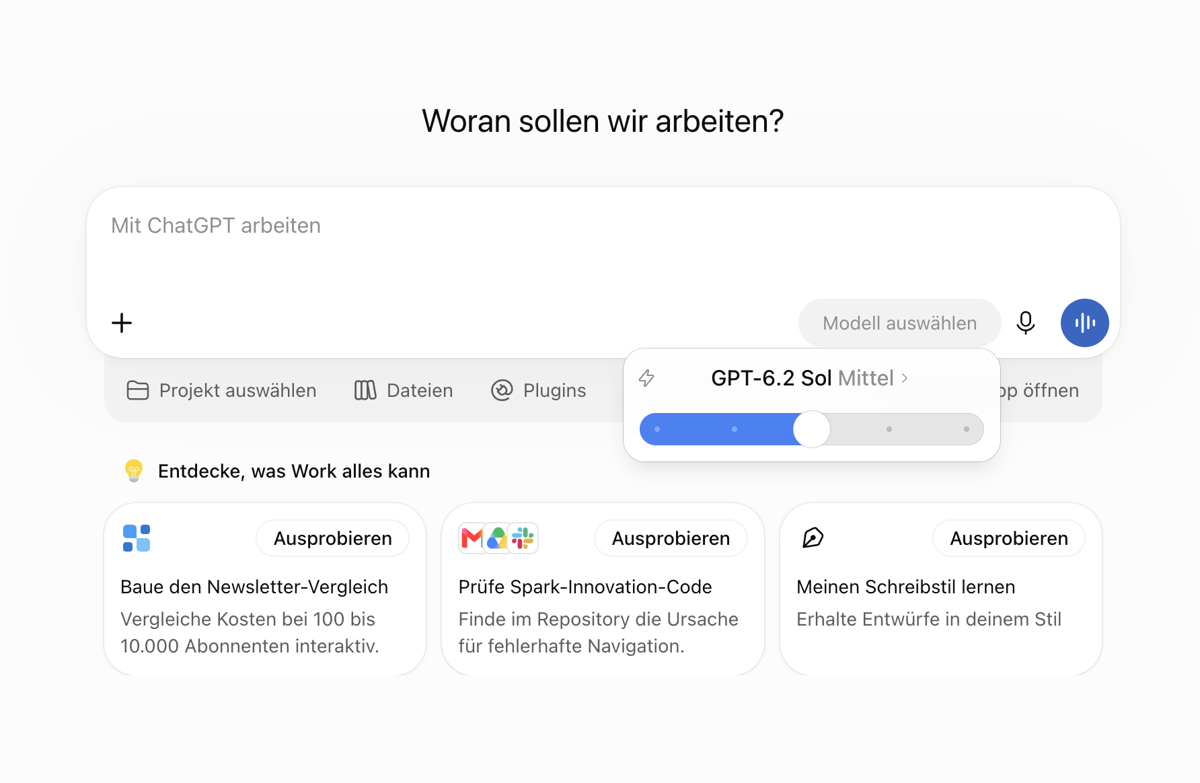 Woran sollen wir arbeiten?
Mit ChatGPT arbeiten
Modell auswählen
GPT-6.2 Sol Mittel
Projekt auswählen
Dateien
Plugins
öffnen
Entdecke, was Work alles kann
Ausprobieren
Baue den Newsletter-Vergleich
Vergleiche Kosten bei 100 bis
10.000 Abonnenten interaktiv.
Ausprobieren
Prüfe Spark-Innovation-Code
Finde im Repository die Ursache
für fehlerhafte Navigation.
Ausprobieren
Meinen Schreibstil lernen
Erhalte Entwürfe in deinem Stil